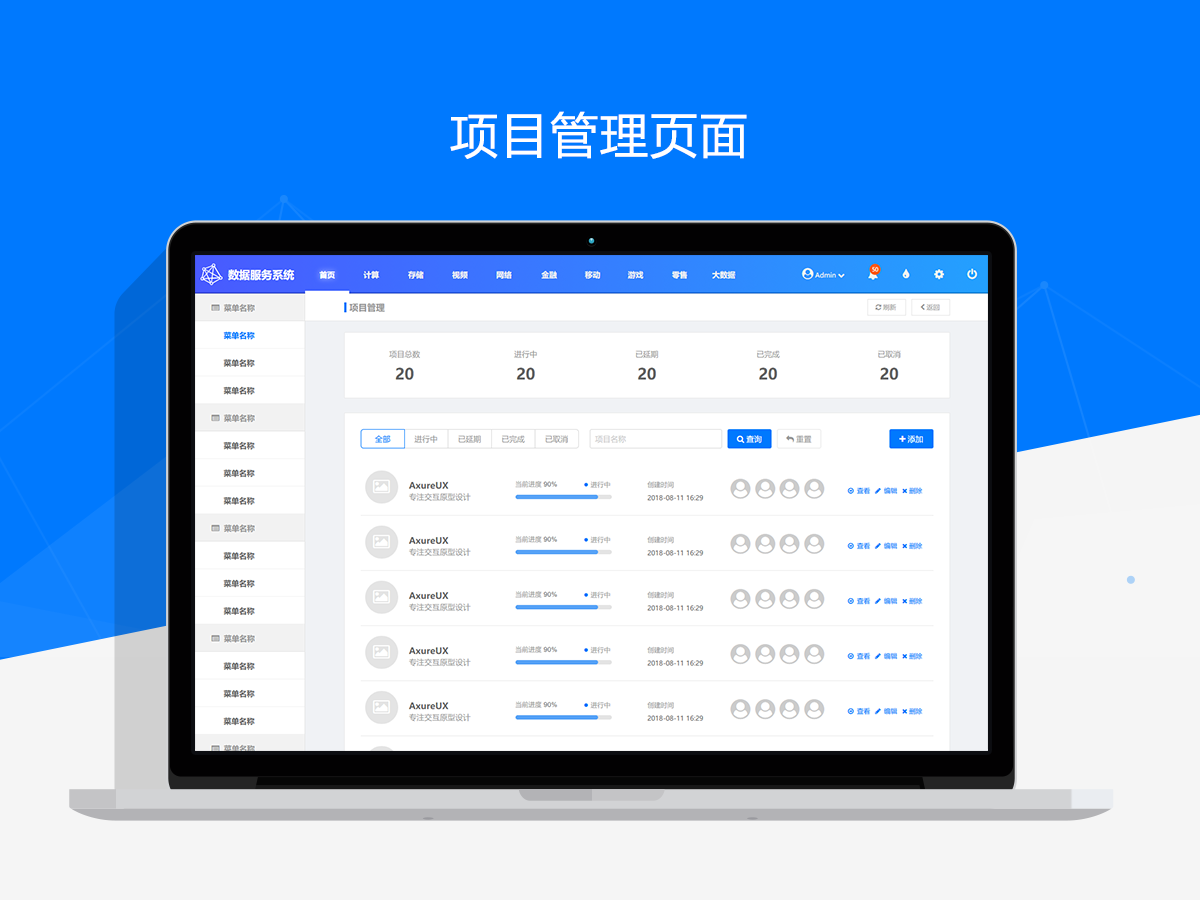 项目管理页面
数据服务系统 首页 计算 存储 视频 网络 金融 移动 游戏 零售 大数据 Admin 50
菜单名称
项目管理 刷新 返回
菜单名称
菜单名称
菜单名称
项目总数 进行中 已延期 已完成 已取消
20 20 20 20 20
菜单名称
菜单名称
菜单名称
菜单名称
全部 进行中 已延期 已完成 已取消 项目名称 查询 重置 添加
AxureUX
专注交互原型设计
当前进度 90% 进行中
创建时间
2018-08-11 16:29
查看 编辑 删除
菜单名称
菜单名称
菜单名称
菜单名称
AxureUX
专注交互原型设计
当前进度 90% 进行中
创建时间
2018-08-11 16:29
查看 编辑 删除
AxureUX
专注交互原型设计
当前进度 90% 进行中
创建时间
2018-08-11 16:29
查看 编辑 删除
菜单名称
菜单名称
菜单名称
菜单名称
AxureUX
专注交互原型设计
当前进度 90% 进行中
创建时间
2018-08-11 16:29
查看 编辑 删除
AxureUX
专注交互原型设计
当前进度 90% 进行中
创建时间
2018-08-11 16:29
查看 编辑 删除
菜单名称